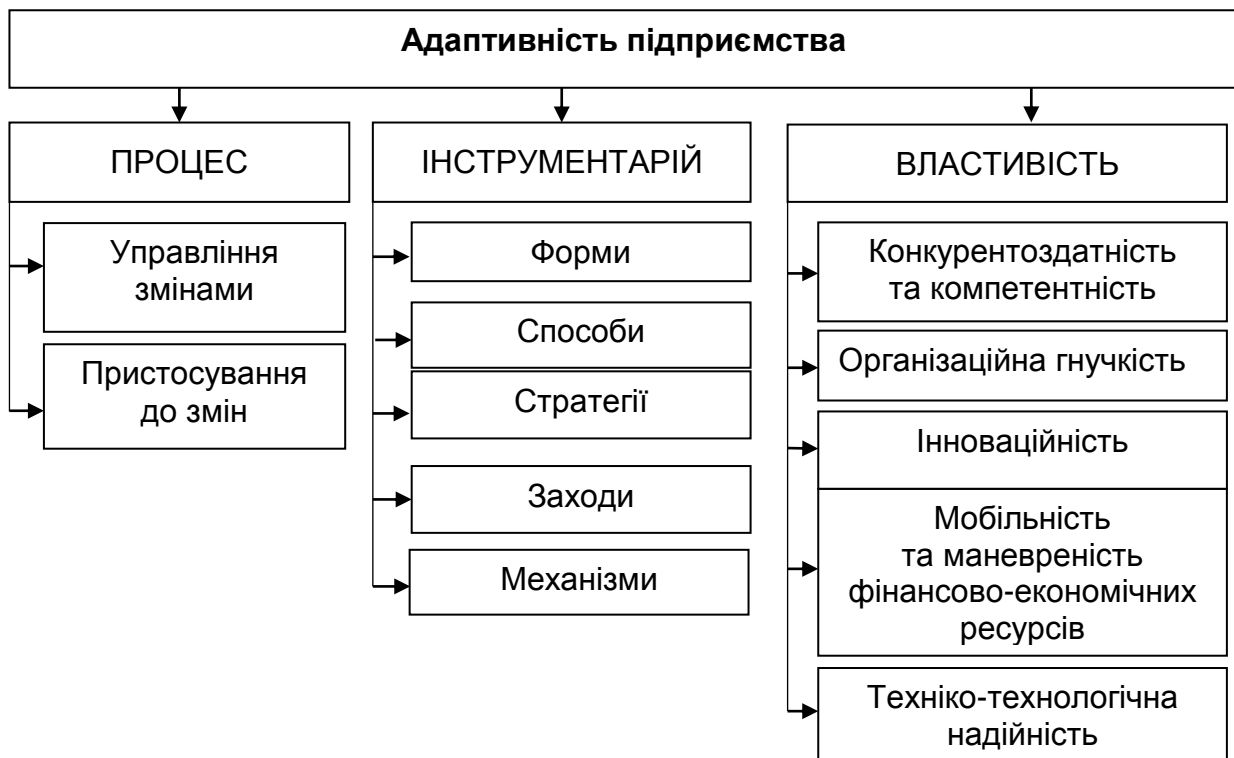 Адаптивність підприємства
ПРОЦЕС
Управління
змінами
Пристосування
до змін
ІНСТРУМЕНТАРІЙ
Форми
Способи
Стратегії
Заходи
Механізми
ВЛАСТИВІСТЬ
Конкурентоздатність
та компетентність
Організаційна гнучкість
Інноваційність
Мобільність
та маневреність
фінансово-економічних
ресурсів
Техніко-технологічна
надійність